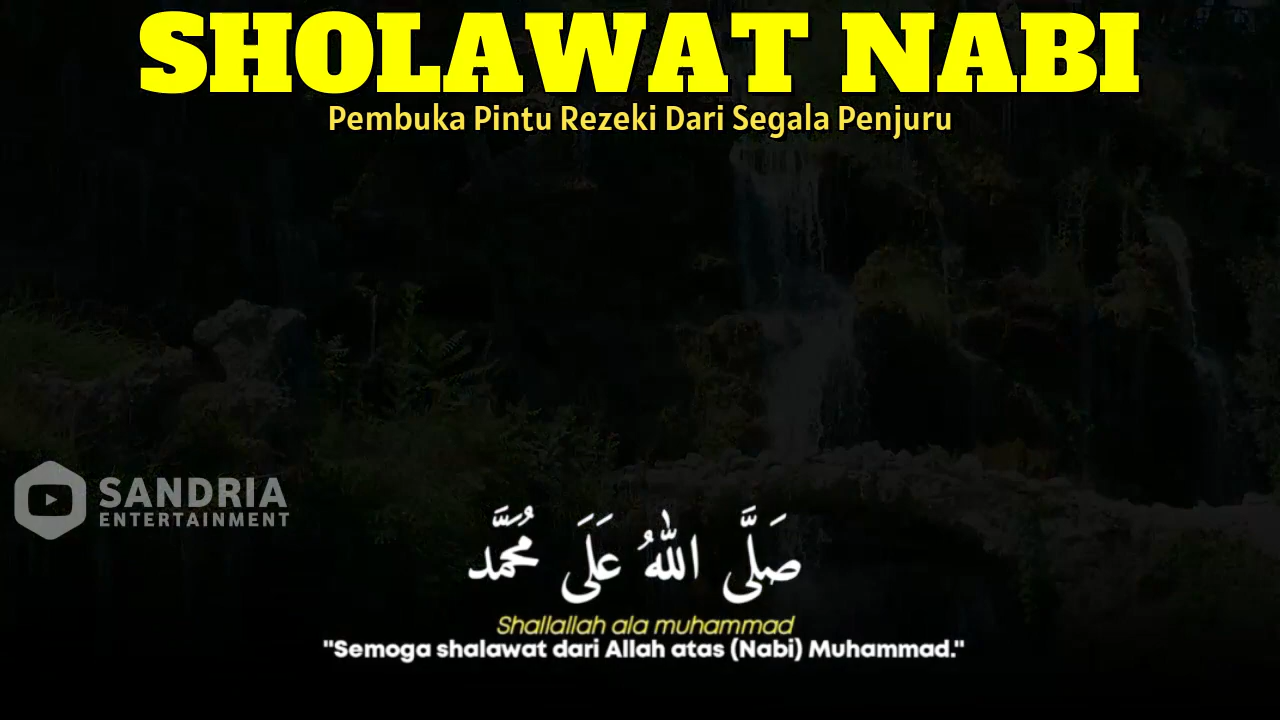 SHOLAWAT NABI
Pembuka Pintu Rezeki Dari Segala Penjuru
SANDRIA
ENTERTAINMENT
صَلَّى اللهُ عَلَى مُحَمَّد
Shallallah ala muhammad
"Semoga shalawat dari Allah atas (Nabi) Muhammad."